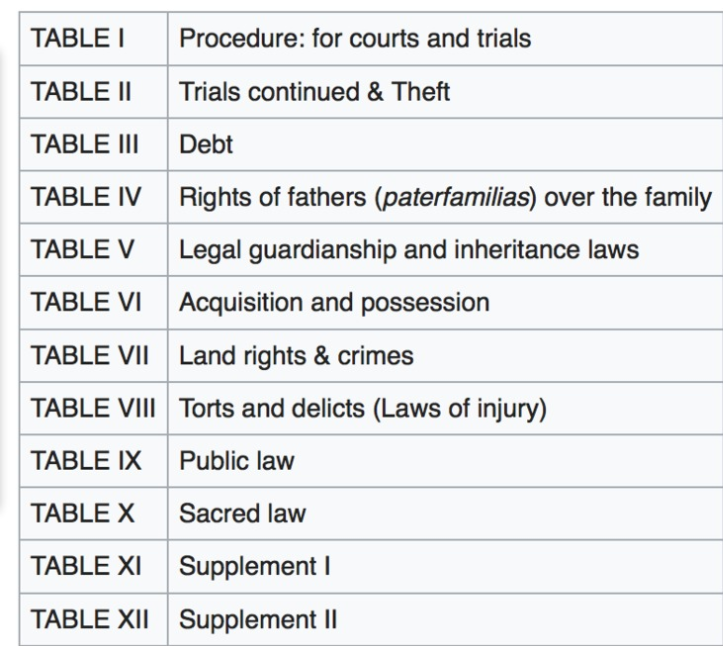 TABLE I Procedure: for courts and trials
TABLE II Trials continued & Theft
TABLE III Debt
TABLE IV Rights of fathers (paterfamilias) over the family
TABLE V Legal guardianship and inheritance laws
TABLE VI Acquisition and possession
TABLE VII Land rights & crimes
TABLE VIII Torts and delicts (Laws of injury)
TABLE IX Public law
TABLE X Sacred law
TABLE XI Supplement I
TABLE XII Supplement II